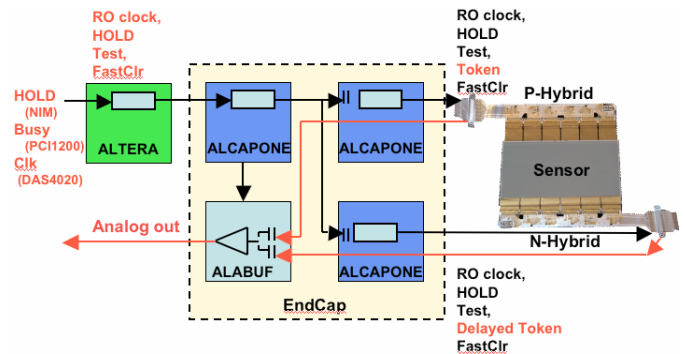 RO clock,
HOLD
Test,
FastClr
HOLD
(NIM)
Busy
(PCI1200)
Clk
(DAS4020)
ALTERA
ALCAPONE
ALCAPONE
RO clock,
HOLD
Test,
Token
FastClr
P-Hybrid
Sensor
N-Hybrid
Analog out
ALABUF
ALCAPONE
EndCap
RO clock,
HOLD
Test,
Delayed Token
FastClr